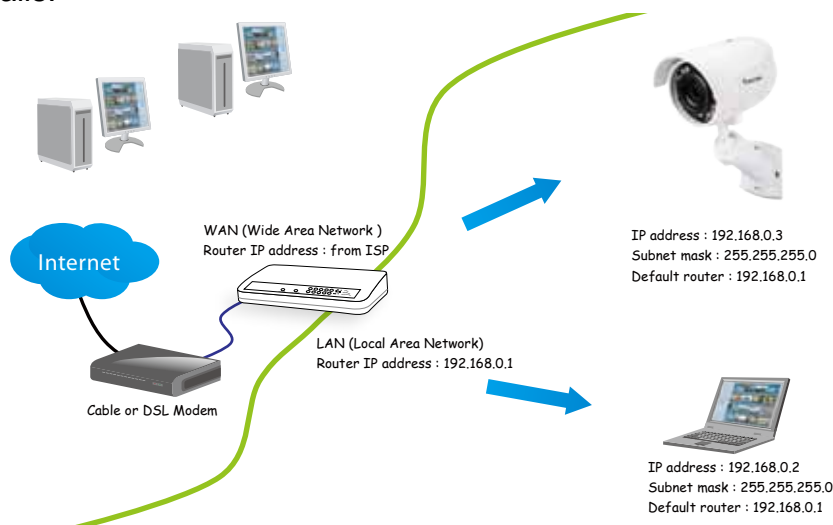 WAN (Wide Area Network )
Router IP address : from ISP
Internet
IP address : 192.168.0.3
Subnet mask : 255.255.255.0
Default router : 192.168.0.1
LAN (Local Area Network)
Router IP address : 192.168.0.1
Cable or DSL Modem
IP address : 192.168.0.2
Subnet mask : 255.255.255.0
Default router : 192.168.0.1